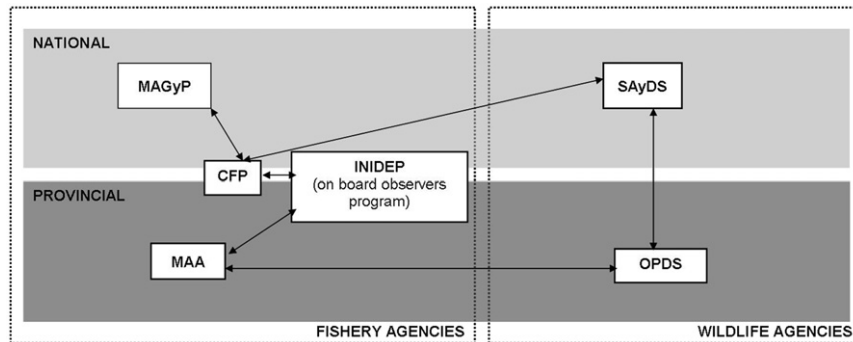 NATIONAL
MAGyP
SAyDS
CFP
INIDEP
(on board observers
program)
PROVINCIAL
MAA
OPDS
FISHERY AGENCIES
WILDLIFE AGENCIES